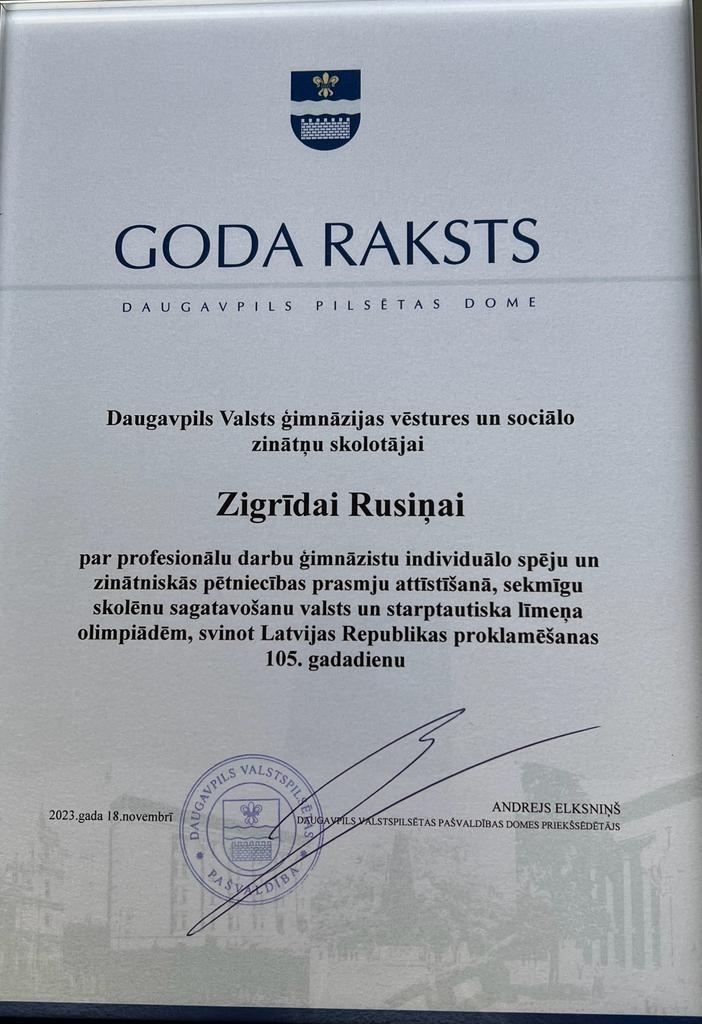 GODA RAKSTS
DAUGAVPILS PILSĒTAS DOME
Daugavpils Valsts ģimnāzijas vēstures un sociālo
zinātņu skolotājai
Zigrīdai Rusiņai
par profesionālu darbu ģimnāzistu individuālo spēju un
zinātniskās pētniecības prasmju attīstīšanā, sekmīgu
skolēnu sagatavošanu valsts un starptautiska līmeņa
olimpiādēm, svinot Latvijas Republikas proklamēšanas
105. gadadienu
2023.gada 18.novembrī
DAUGAVPILS VALSTSPILSĒTAS
PAŠVALDĪBA
ANDREJS ELKSNIŅŠ
DAUGAVPILS VALSTSPILSĒTAS PAŠVALDĪBAS DOMES PRIEKŠSĒDĒTĀJS